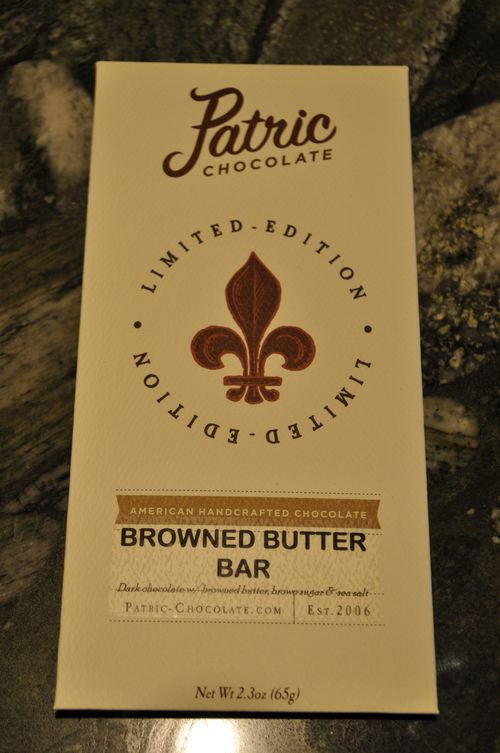 Patric
CHOCOLATE
LIMITED-EDITION
LIMITED-EDITION
AMERICAN HANDCRAFTED CHOCOLATE
BROWNED BUTTER
BAR
Dark chocolate w/ browned butter, brown sugar & sea salt
PATRIC-CHOCOLATE.COM EST. 2006
Net Wt 2.3oz (65g)